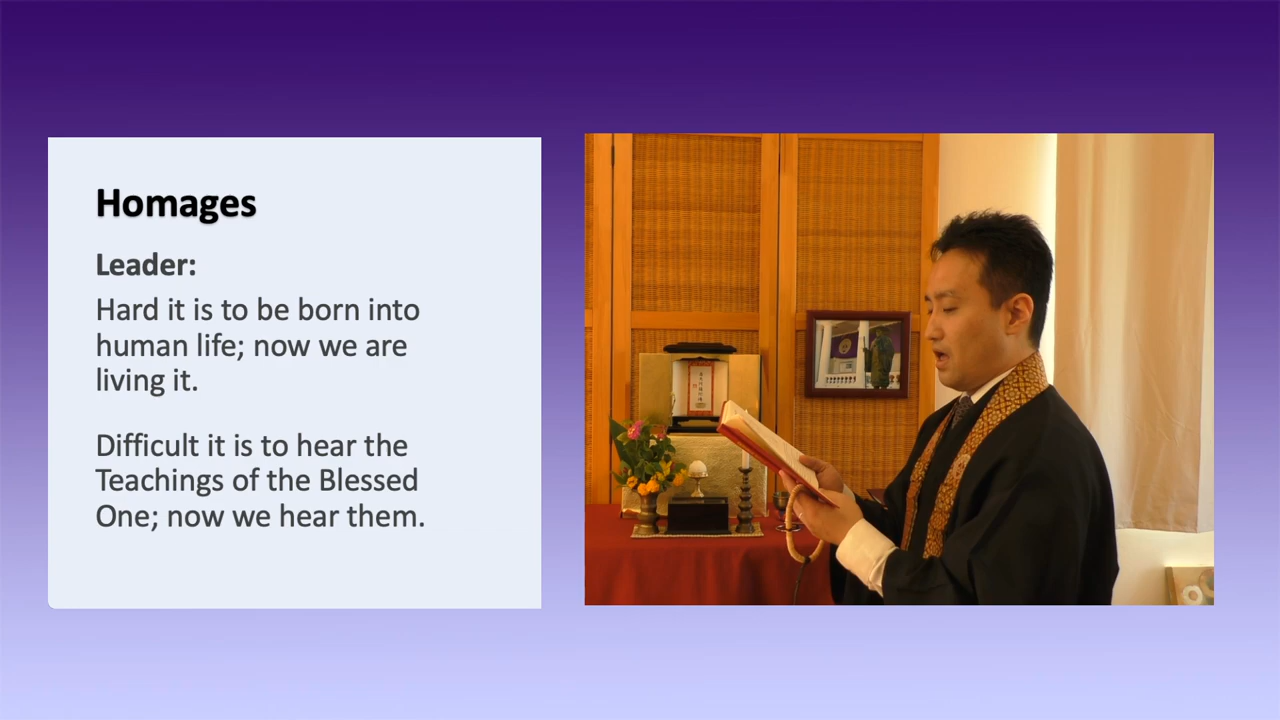 Homages
Leader:
Hard it is to be born into
human life; now we are
living it.
Difficult it is to hear the
Teachings of the Blessed
One; now we hear them.